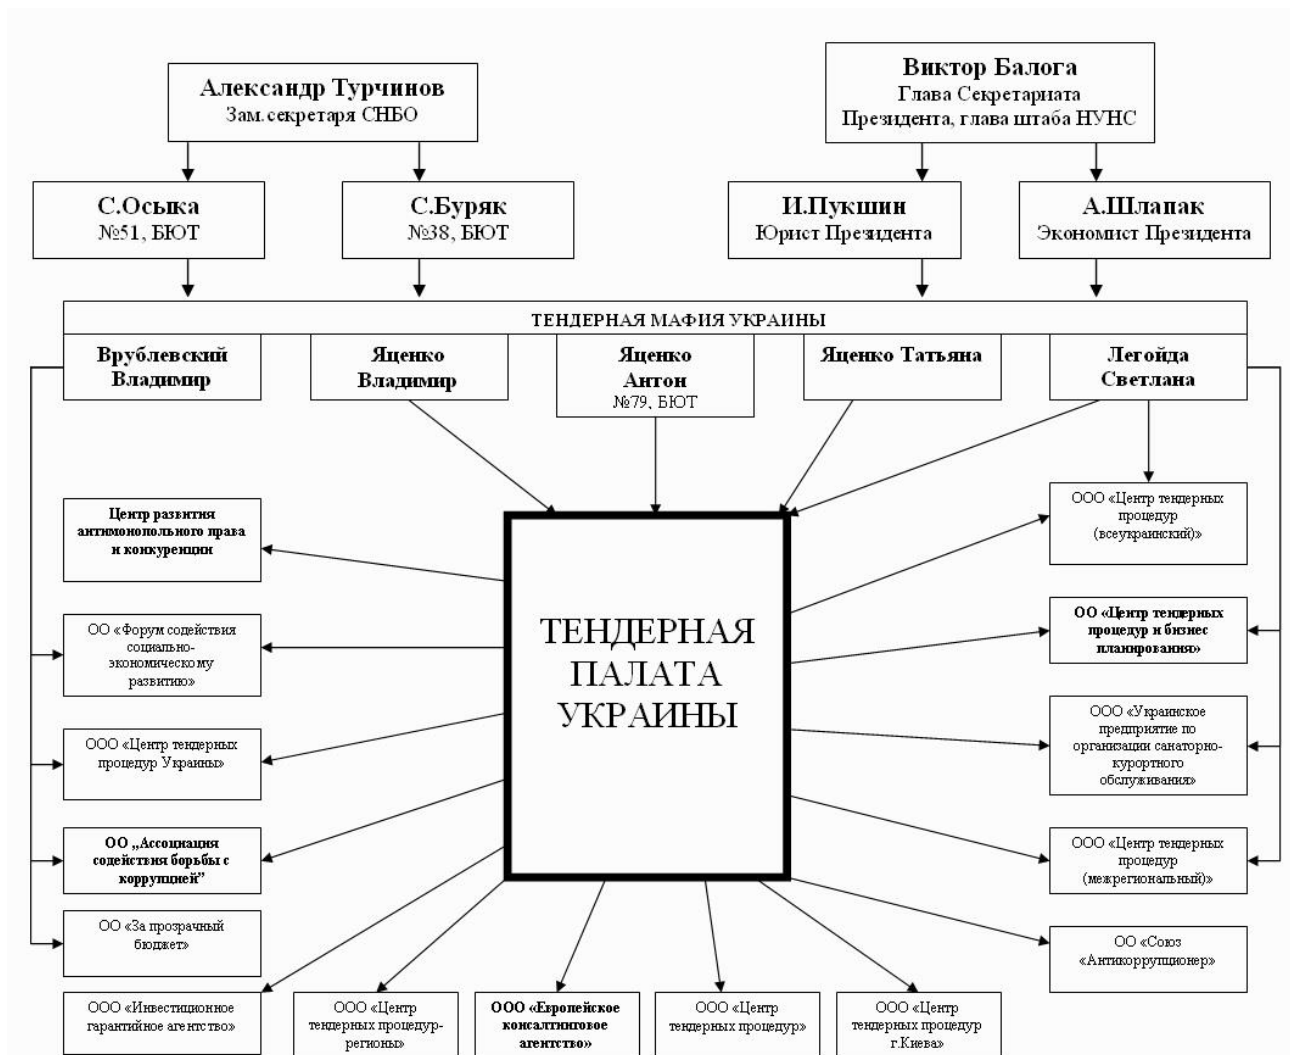 Александр Турчинов
Зам.секретаря СНБО
Виктор Балога
Глава Секретариата
Президента, глава штаба НУНС
С.Осыка
№51, БЮТ
С.Буряк
№38, БЮТ
И.Пукшин
Юрист Президента
А.Шлапак
Экономист Президента
ТЕНДЕРНАЯ МАФИЯ УКРАИНЫ
Врублевский
Владимир
Яценко
Владимир
Яценко
Антон
№79, БЮТ
Яценко Татьяна
Легойда
Светлана
ТЕНДЕРНАЯ
ПАЛАТА
УКРАИНЫ
Центр развития
антимонопольного права
и конкуренции
ОО «Форум содействия
социально-
экономическому
развитию»
ООО «Центр тендерных
процедур Украины»
ОО „Ассоциация
содействия борьбы с
коррупцией”
ОО «За прозрачный
бюджет»
ООО «Центр тендерных
процедур
(всеукраинский)»
ОО «Центр тендерных
процедур и бизнес
планирования»
ООО «Украинское
предприятие по
организации санаторно-
курортного
обслуживания»
ООО «Центр тендерных
процедур
(межрегиональный)»
ОО «Союз
«Антикоррупционер»
ООО «Инвестиционное
гарантийное агентство»
ООО «Центр
тендерных процедур-
регионы»
ООО «Европейское
консалтинговое
агентство»
ООО «Центр
тендерных процедур»
ООО «Центр
тендерных процедур
г.Киева»